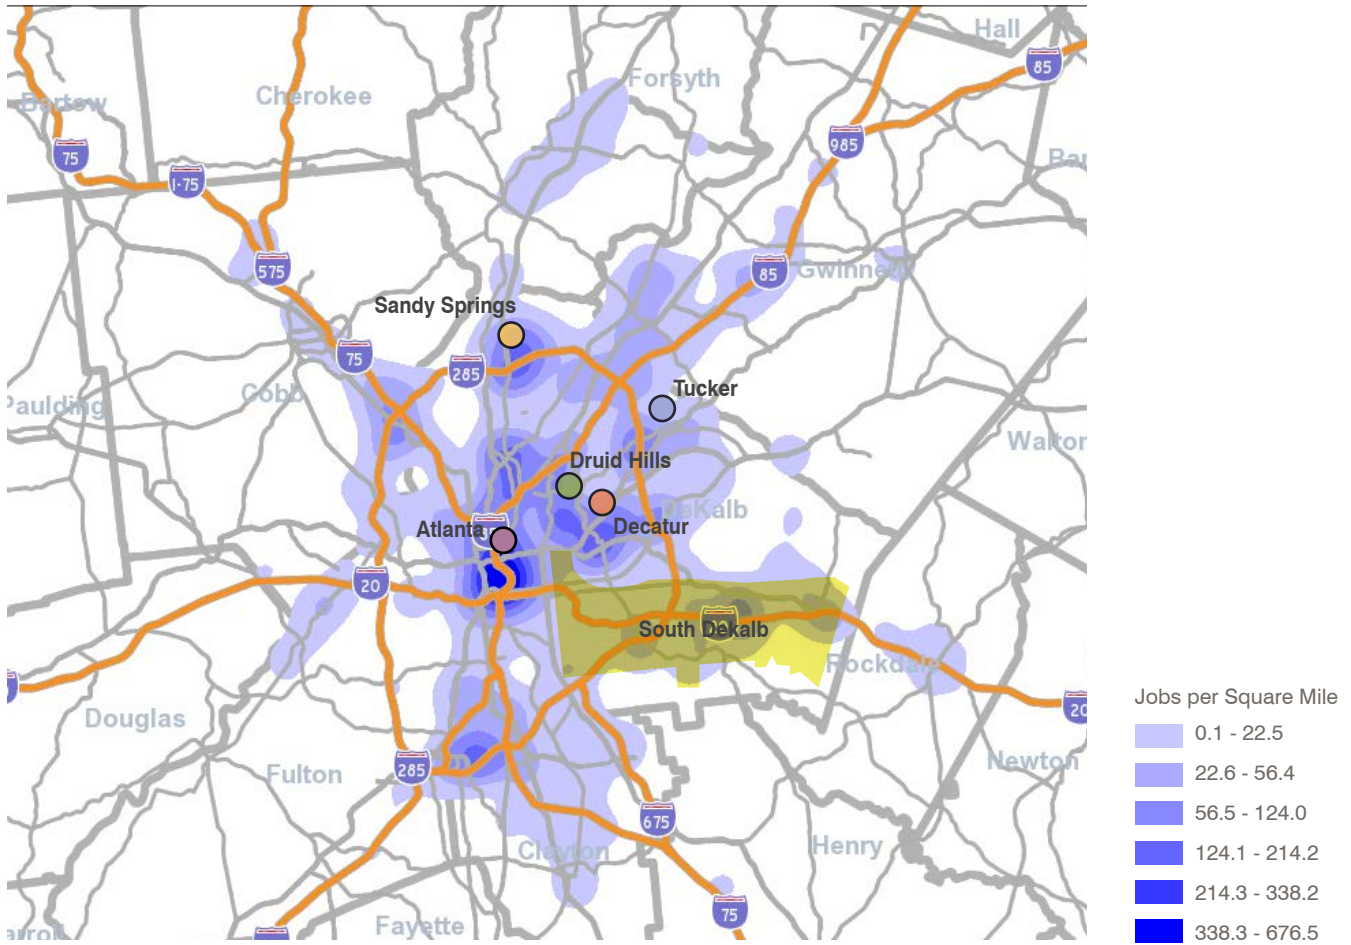 Hall
85
Forsyth
Cherokee
Bartow
75
985
I-75
Bar
575
85
Gwinnett
Sandy Springs
75
285
Tucker
Cobb
Paulding
Walton
Druid Hills
DeKalb
Atlanta
Decatur
20
20
South Dekalb
Rockdale
Douglas
20
Newton
Fulton
285
675
Clayton
Henry
75
Fayette
arroll
Jobs per Square Mile
0.1 - 22.5
22.6 - 56.4
56.5 - 124.0
124.1 - 214.2
214.3 - 338.2
338.3 - 676.5